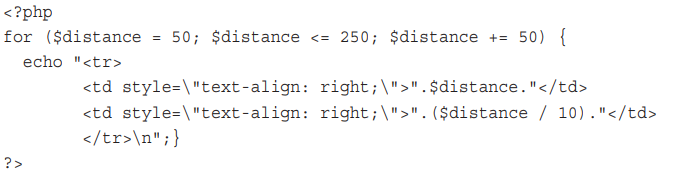 <?php
for ($distance = 50; $distance <= 250; $distance += 50) {
  echo "<tr>
        <td style=\"text-align: right;\">".$distance."</td>
        <td style=\"text-align: right;\">".($distance / 10)."</td>
        </tr>\n";}
?>